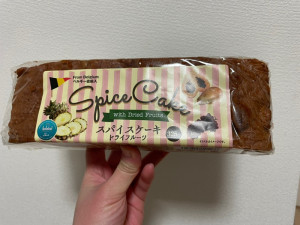 From Belgium
ベルギー直輸入
Spice Cake
with Dried Fruits
スパイスケーキ
ドライフルーツ